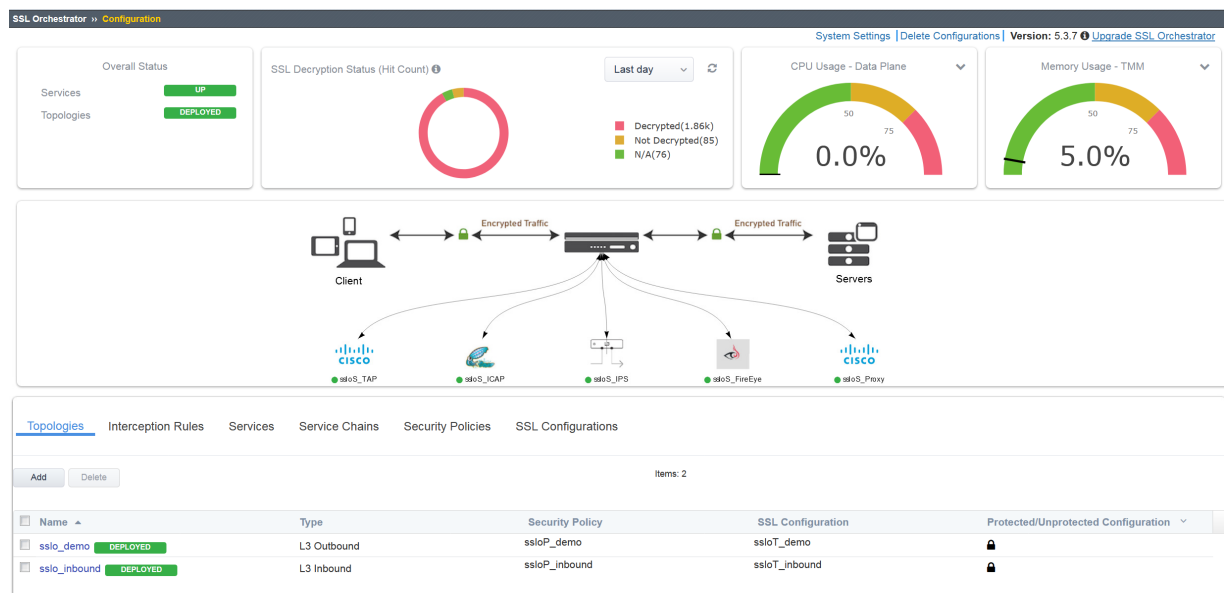 SSL Orchestrator ›› Configuration
System Settings | Delete Configurations | Version: 5.3.7 Upgrade SSL Orchestrator
Overall Status
Services UP
Topologies DEPLOYED
SSL Decryption Status (Hit Count)
Last day
Decrypted(1.86k)
Not Decrypted(85)
N/A(76)
CPU Usage - Data Plane
50
75
0.0%
Memory Usage - TMM
50
75
5.0%
Encrypted Traffic
Encrypted Traffic
Client
Servers
CISCO
CISCO
ssloS_TAP
ssloS_ICAP
ssloS_IPS
ssloS_FireEye
ssloS_Proxy
Topologies Interception Rules Services Service Chains Security Policies SSL Configurations
Add Delete
Items: 2
Name Type Security Policy SSL Configuration Protected/Unprotected Configuration
sslo_demo DEPLOYED L3 Outbound ssloP_demo ssloT_demo
sslo_inbound DEPLOYED L3 Inbound ssloP_inbound ssloT_inbound